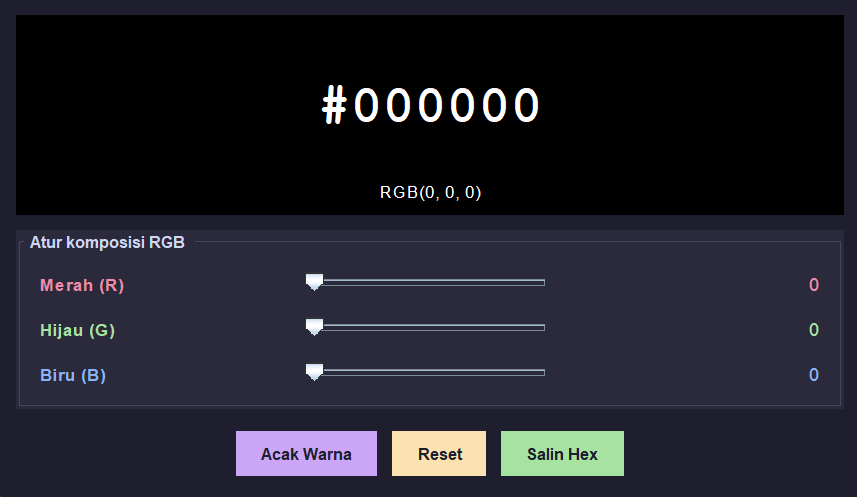 #000000
RGB(0, 0, 0)
Atur komposisi RGB
Merah (R) 0
Hijau (G) 0
Biru (B) 0
Acak Warna Reset Salin Hex